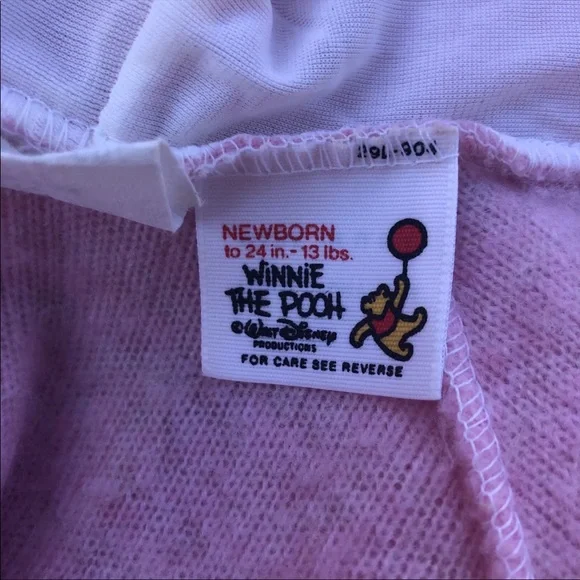 NEWBORN
to 24 in.- 13 lbs.
WINNIE
THE POOH
© WALT DISNEY
PRODUCTIONS
FOR CARE SEE REVERSE